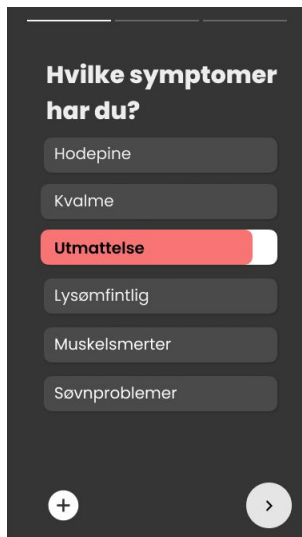 Hvilke symptomer
har du?
Hodepine
Kvalme
Utmattelse
Lysømfintlig
Muskelsmerter
Søvnproblemer